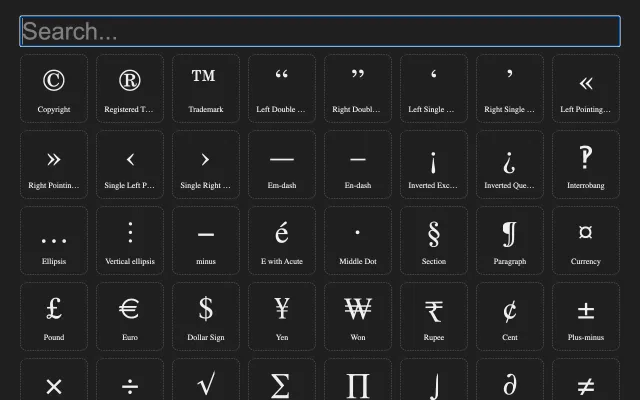 Search...
© ® ™ “ ” ‘ ’ «
Copyright Registered T… Trademark Left Double … Right Doubl… Left Single … Right Single … Left Pointing…
» ‹ › — – ¡ ¿ ‽
Right Pointin… Single Left P… Single Right … Em-dash En-dash Inverted Exc… Inverted Que… Interrobang
… ⋮ − é · § ¶ ¤
Ellipsis Vertical ellipsis minus E with Acute Middle Dot Section Paragraph Currency
£ € $ ¥ ₩ ₹ ¢ ±
Pound Euro Dollar Sign Yen Won Rupee Cent Plus-minus
× ÷ √ ∑ ∏ ∫ ∂ ≠